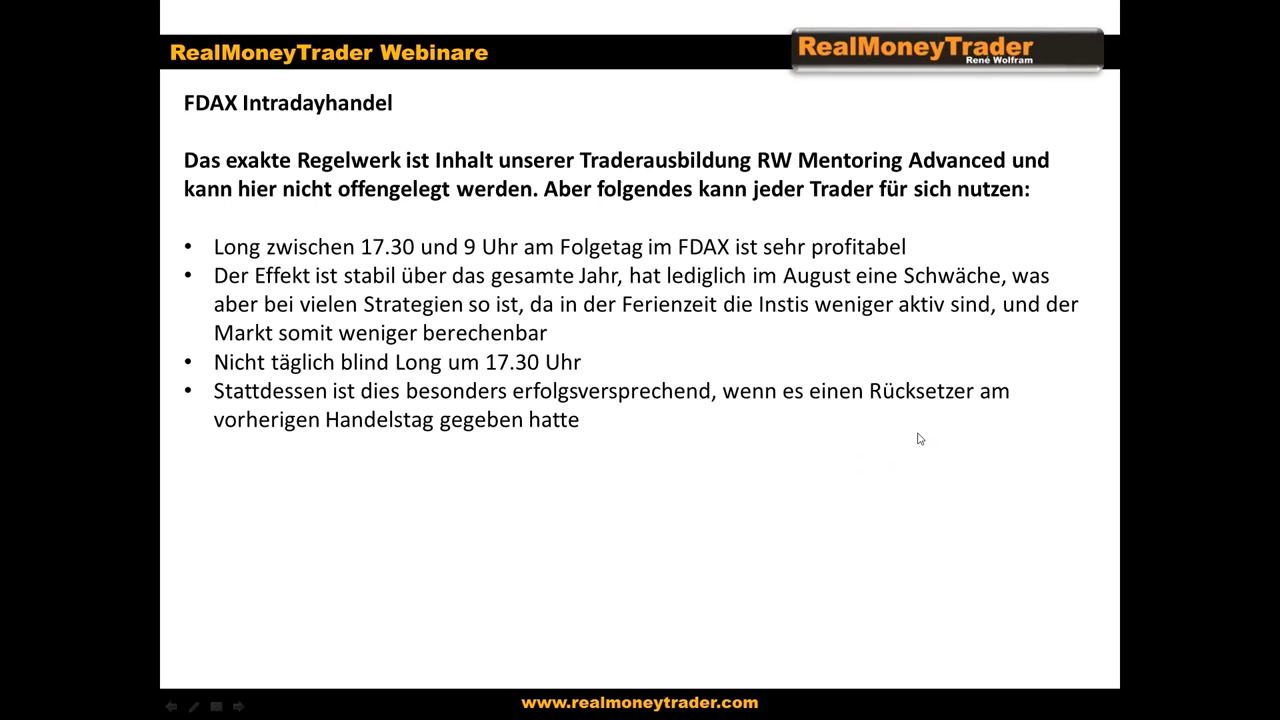 RealMoneyTrader Webinare
RealMoneyTrader
René Wolfram
FDAX Intradayhandel
Das exakte Regelwerk ist Inhalt unserer Traderausbildung RW Mentoring Advanced und
kann hier nicht offengelegt werden. Aber folgendes kann jeder Trader für sich nutzen:
• Long zwischen 17.30 und 9 Uhr am Folgetag im FDAX ist sehr profitabel
• Der Effekt ist stabil über das gesamte Jahr, hat lediglich im August eine Schwäche, was
aber bei vielen Strategien so ist, da in der Ferienzeit die Instis weniger aktiv sind, und der
Markt somit weniger berechenbar
• Nicht täglich blind Long um 17.30 Uhr
• Stattdessen ist dies besonders erfolgsversprechend, wenn es einen Rücksetzer am
vorherigen Handelstag gegeben hatte
www.realmoneytrader.com